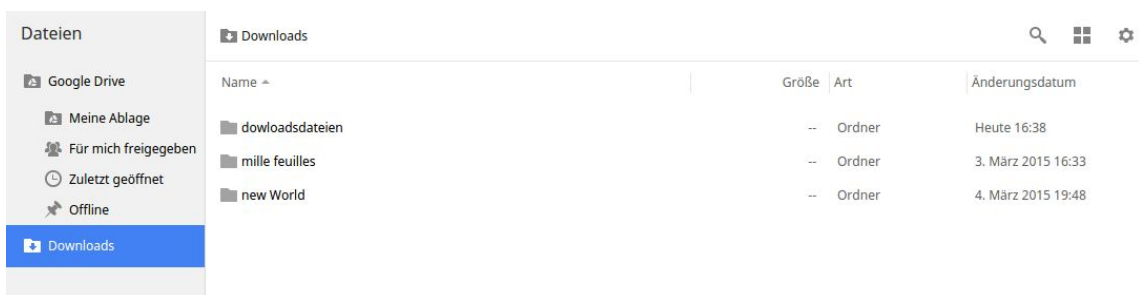 Dateien
Google Drive
Meine Ablage
Für mich freigegeben
Zuletzt geöffnet
Offline
Downloads
Downloads
Name Größe Art Änderungsdatum
dowloadsdateien -- Ordner Heute 16:38
mille feuilles -- Ordner 3. März 2015 16:33
new World -- Ordner 4. März 2015 19:48